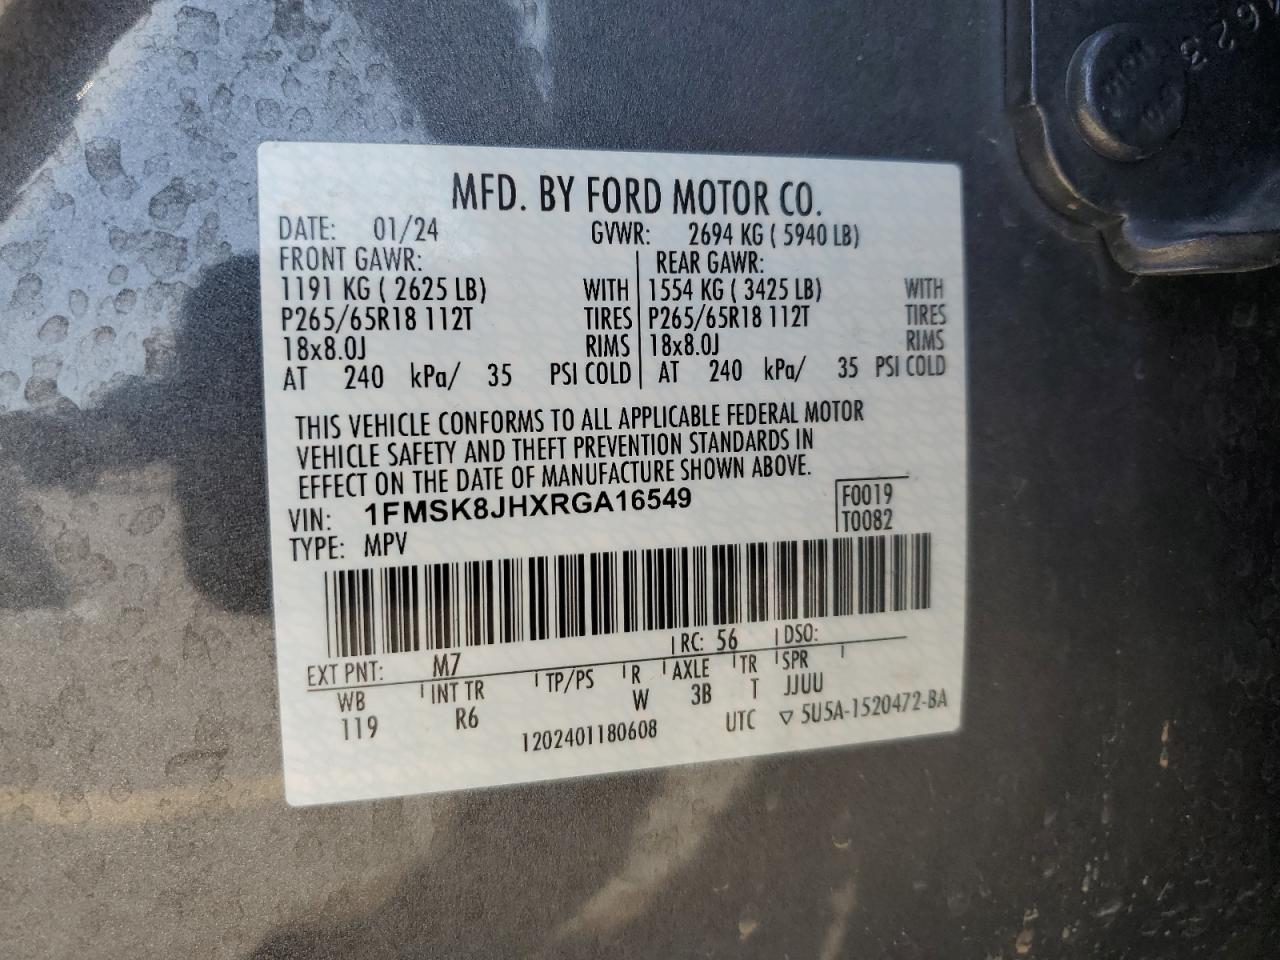 MFD. BY FORD MOTOR CO.
DATE: 01/24 GVWR: 2694 KG ( 5940 LB)
FRONT GAWR: REAR GAWR:
1191 KG ( 2625 LB) WITH 1554 KG ( 3425 LB) WITH
P265/65R18 112T TIRES P265/65R18 112T TIRES
18x8.0J RIMS 18x8.0J RIMS
AT 240 kPa/ 35 PSI COLD AT 240 kPa/ 35 PSI COLD
THIS VEHICLE CONFORMS TO ALL APPLICABLE FEDERAL MOTOR
VEHICLE SAFETY AND THEFT PREVENTION STANDARDS IN
EFFECT ON THE DATE OF MANUFACTURE SHOWN ABOVE.
VIN: 1FMSK8JHXRGA16549 F0019
TYPE: MPV T0082
EXT PNT: M7 RC: 56 DSO:
WB INT TR TP/PS R AXLE TR SPR
119 R6 W 3B T JJUU
1202401180608 UTC ▽ 5U5A-1520472-BA